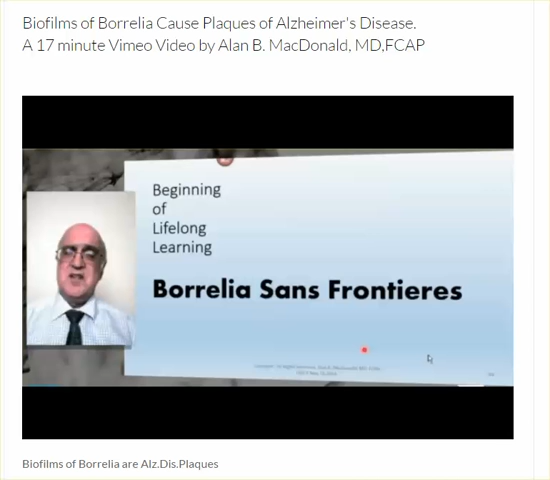 Biofilms of Borrelia Cause Plaques of Alzheimer's Disease.
A 17 minute Vimeo Video by Alan B. MacDonald, MD,FCAP
Beginning
of
Lifelong
Learning
Borrelia Sans Frontieres
Biofilms of Borrelia are Alz.Dis.Plaques